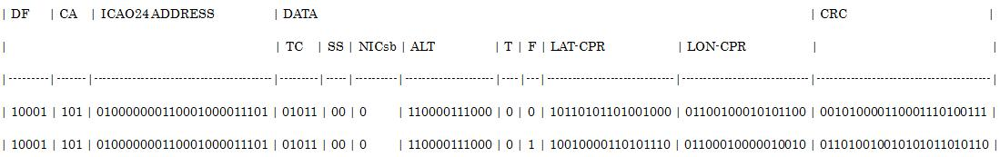 | DF | CA | ICAO24 ADDRESS | DATA | CRC |
| | TC | SS | NICsb | ALT | T | F | LAT-CPR | LON-CPR | |
|---------|-------|----------------------------------------|--------|-----|----------|--------------------|----|---|----------------------------|----------------------------|---------------------------------------|
| 10001 | 101 | 010000000110001000011101 | 01011 | 00 | 0 | 110000111000 | 0 | 0 | 10110101101001000 | 01100100010101100 | 001010000110001110100111 |
| 10001 | 101 | 010000000110001000011101 | 01011 | 00 | 0 | 110000111000 | 0 | 1 | 10010000110101110 | 01100010000010010 | 011010010010101011010110 |